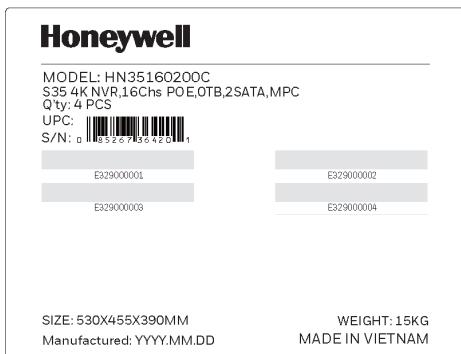 Honeywell
MODEL: HN35160200C
S35 4K NVR,16Chs POE,0TB,2SATA,MPC
Q'ty: 4 PCS
UPC:
S/N: 0 85267 36420 1
E329000001 E329000002
E329000003 E329000004
SIZE: 530X455X390MM WEIGHT: 15KG
Manufactured: YYYY.MM.DD MADE IN VIETNAM